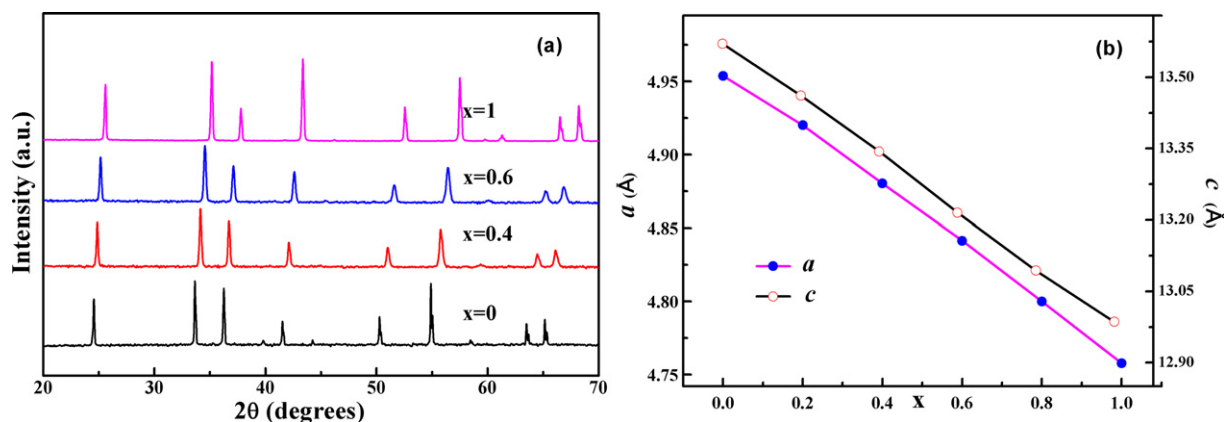 (a)
x=1
x=0.6
x=0.4
x=0
Intensity (a.u.)
20 30 40 50 60 70
2θ (degrees)
(b)
4.95
4.90
4.85
4.80
4.75
a (Å)
a
c
13.50
13.35
13.20
13.05
12.90
c (Å)
0.0 0.2 0.4 0.6 0.8 1.0
x